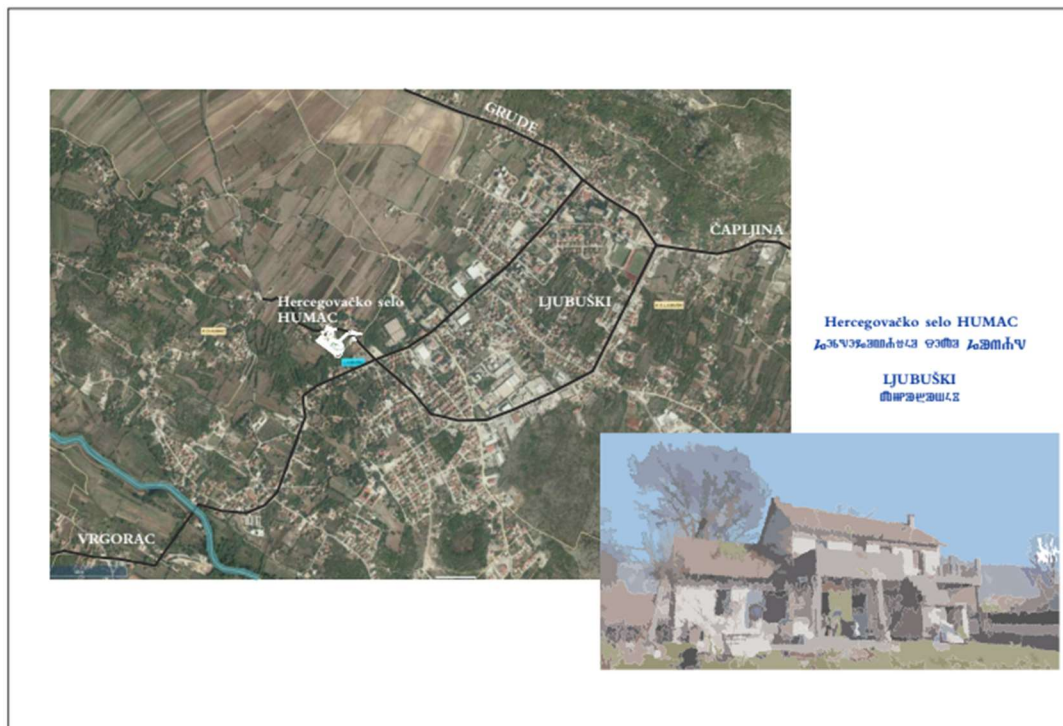 GRUDE
ČAPLJINA
Hercegovačko selo
HUMAC
LJUBUŠKI
VRGORAC
Hercegovačko selo HUMAC
LJUBUŠKI